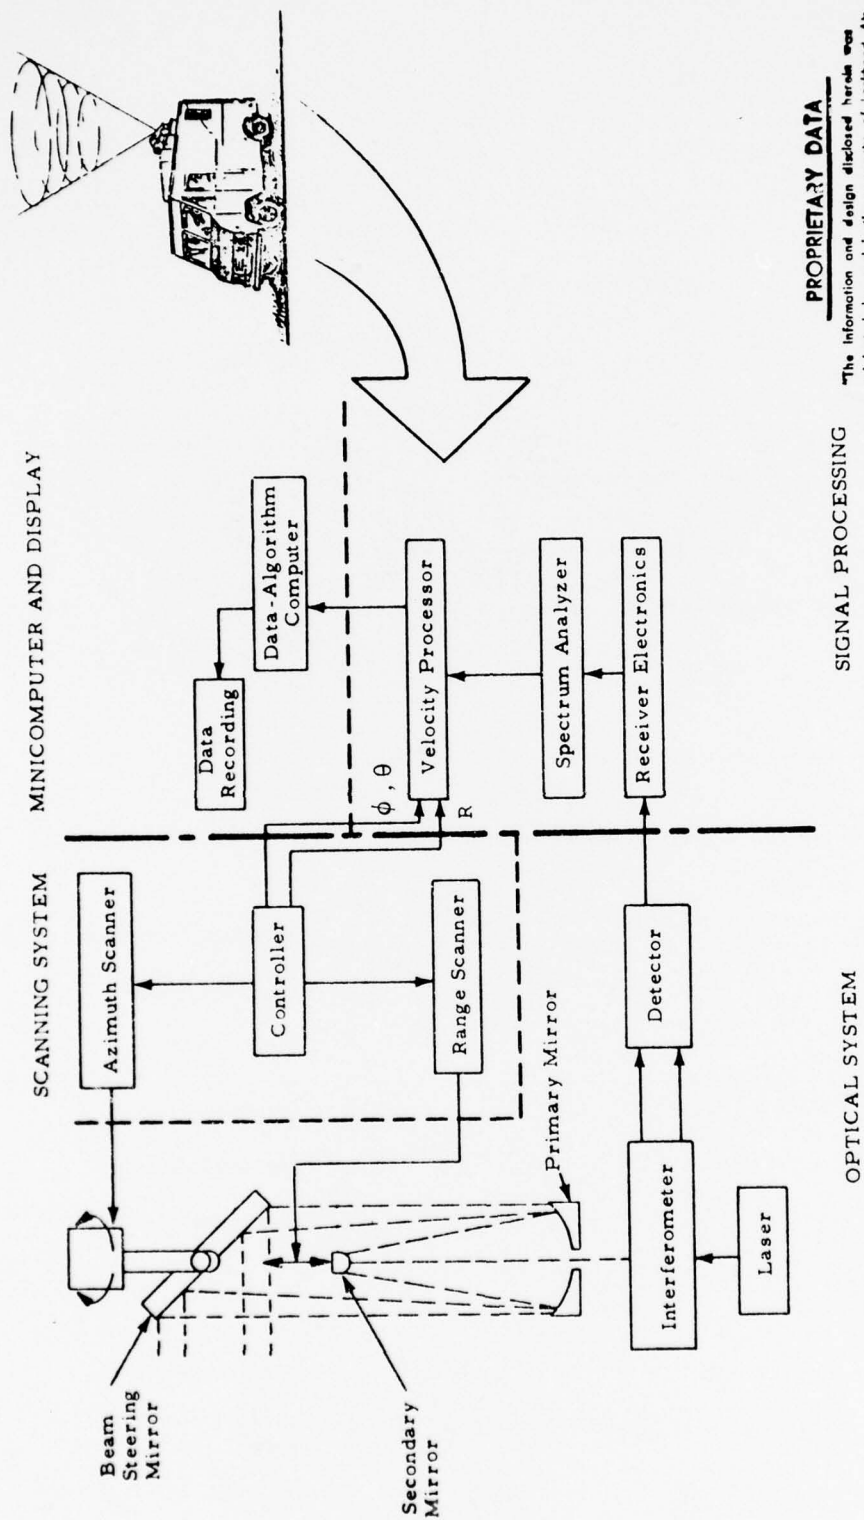 SCANNING SYSTEM
MINICOMPUTER AND DISPLAY
Beam
Steering
Mirror
Azimuth Scanner
Controller
Range Scanner
Data
Recording
Data-Algorithm
Computer
ϕ, θ
R
Velocity Processor
Spectrum Analyzer
Receiver Electronics
Secondary
Mirror
Primary Mirror
Interferometer
Detector
Laser
OPTICAL SYSTEM
SIGNAL PROCESSING
PROPRIETARY DATA
"The Information and design disclosed herein was